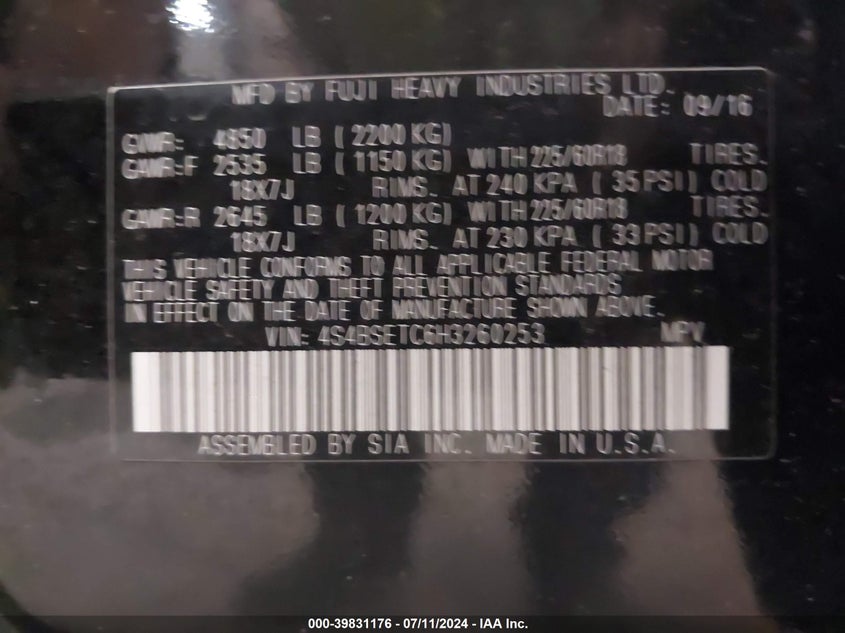 MFD BY FUJI HEAVY INDUSTRIES LTD.
DATE: 09/16
GVWR: 4850 LB ( 2200 KG)
GAWR:F 2535 LB ( 1150 KG) WITH 225/60R18 TIRES.
18X7J RIMS. AT 240 KPA ( 35 PSI) COLD
GAWR:R 2645 LB ( 1200 KG) WITH 225/60R18 TIRES.
18X7J RIMS. AT 230 KPA ( 33 PSI) COLD
THIS VEHICLE CONFORMS TO ALL APPLICABLE FEDERAL MOTOR
VEHICLE SAFETY AND THEFT PREVENTION STANDARDS
IN EFFECT ON THE DATE OF MANUFACTURE SHOWN ABOVE.
VIN: 4S4BSETC6H3260253 MPV
ASSEMBLED BY SIA INC. MADE IN U.S.A.
000-39831176 - 07/11/2024 - IAA Inc.